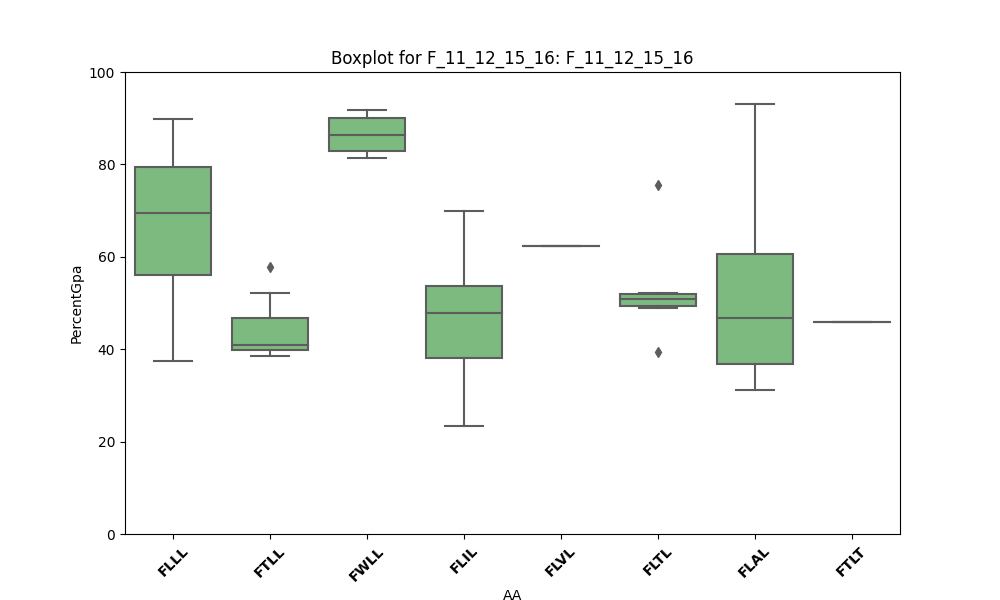 Boxplot for F_11_12_15_16: F_11_12_15_16
PercentGpa
100
80
60
40
20
0
FLLL
FTLL
FWLL
FLIL
FLVL
FLTL
FLAL
FTLT
AA